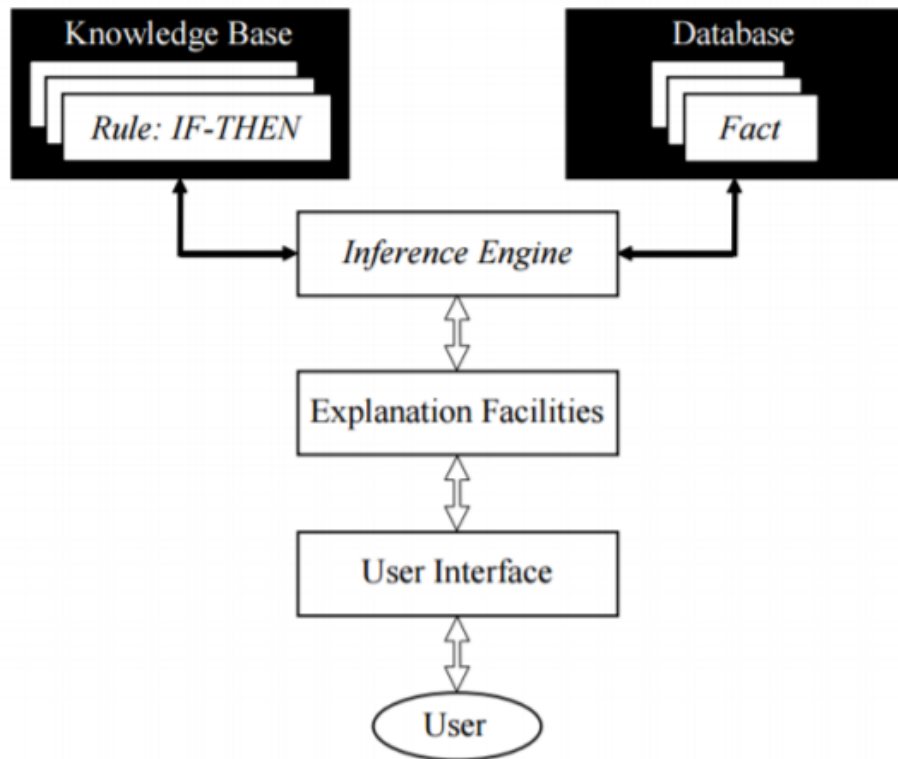 Knowledge Base
Rule: IF-THEN
Database
Fact
Inference Engine
Explanation Facilities
User Interface
User